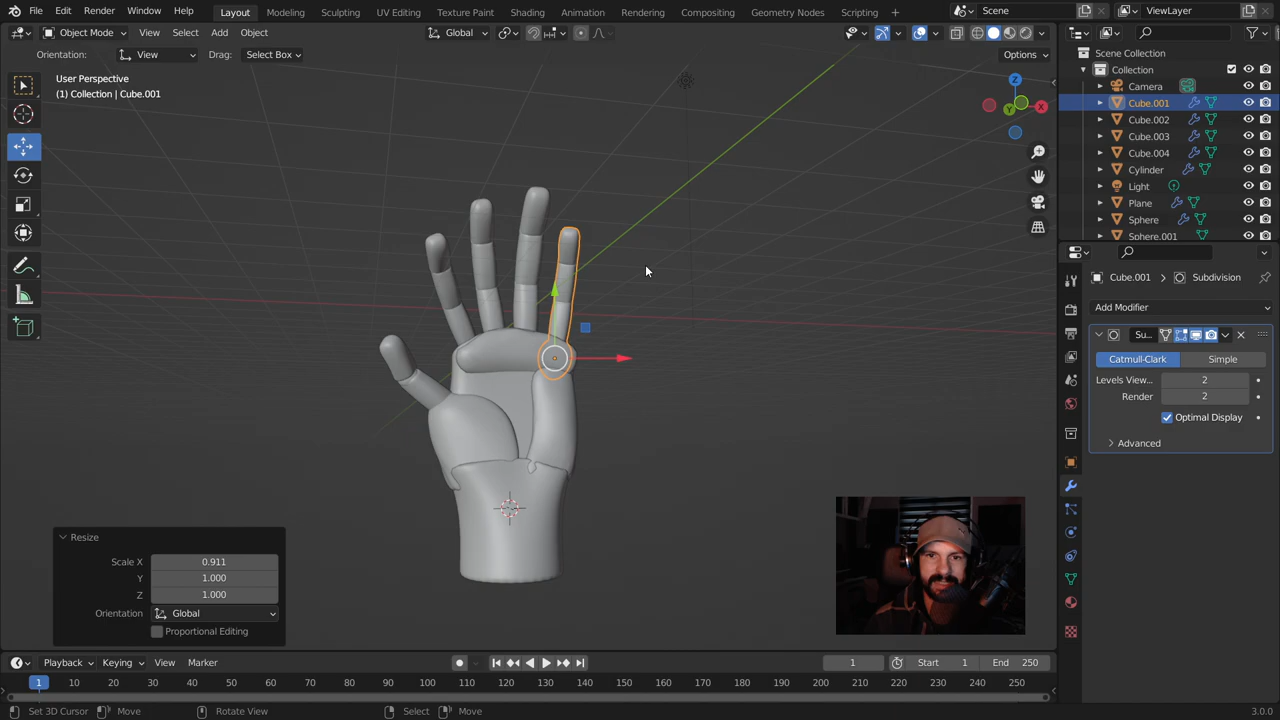 File Edit Render Window Help Layout Modeling Sculpting UV Editing Texture Paint Shading Animation Rendering Compositing Geometry Nodes Scripting + Scene ViewLayer
Object Mode View Select Add Object Global
Orientation: View Drag: Select Box Options
User Perspective
(1) Collection | Cube.001
Z
Y
X
Scene Collection
Collection
Camera
Cube.001
Cube.002
Cube.003
Cube.004
Cylinder
Light
Plane
Sphere
Sphere.001
Cube.001 > Subdivision
Add Modifier
Su...
Catmull-Clark Simple
Levels View... 2
Render 2
Optimal Display
Advanced
Resize
Scale X 0.911
Y 1.000
Z 1.000
Orientation Global
Proportional Editing
Playback Keying View Marker 1 Start 1 End 250
1 10 20 30 40 50 60 70 80 90 100 110 120 130 140 150 160 170 180 190 200 210 220 230 240 250
Set 3D Cursor Move Rotate View Select Move 3.0.0